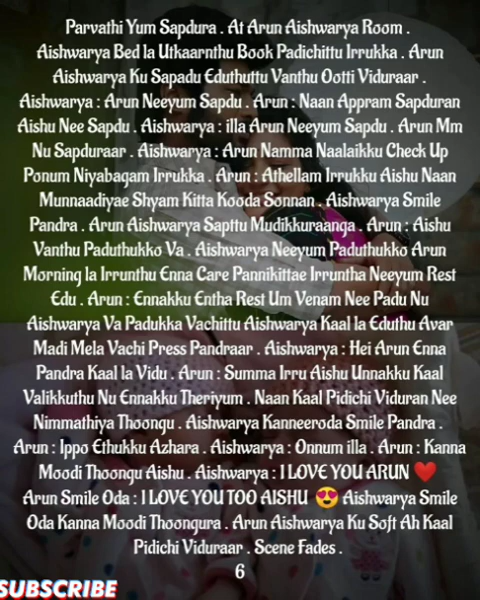 Parvathi Yum Sapdura . At Arun Aishwarya Room .
Aishwarya Bed la Utkaarnthu Book Padichittu Irrukka . Arun
Aishwarya Ku Sapadu Eduthuttu Vanthu Ootti Viduraar .
Aishwarya : Arun Neeyum Sapdu . Arun : Naan Appram Sapduran
Aishu Nee Sapdu . Aishwarya : illa Arun Neeyum Sapdu . Arun Mm
Nu Sapduraar . Aishwarya : Arun Namma Naalaikku Check Up
Ponum Niyabagam Irrukka . Arun : Athellam Irrukku Aishu Naan
Munnaadiyae Shyam Kitta Kooda Sonnan . Aishwarya Smile
Pandra . Arun Aishwarya Sapttu Mudikkuraanga . Arun : Aishu
Vanthu Paduthukko Va . Aishwarya Neeyum Paduthukko Arun
Morning la Irrunthu Enna Care Pannikittae Irruntha Neeyum Rest
Edu . Arun : Ennakku Entha Rest Um Venam Nee Padu Nu
Aishwarya Va Padukka Vachittu Aishwarya Kaal la Eduthu Avar
Madi Mela Vachi Press Pandraar . Aishwarya : Hei Arun Enna
Pandra Kaal la Vidu . Arun : Summa Irru Aishu Unnakku Kaal
Valikkuthu Nu Ennakku Theriyum . Naan Kaal Pidichi Viduran Nee
Nimmathiya Thoongu . Aishwarya Kanneeroda Smile Pandra .
Arun : Ippo Ethukku Azhara . Aishwarya : Onnum illa . Arun : Kanna
Moodi Thoongu Aishu . Aishwarya : I LOVE YOU ARUN ❤️
Arun Smile Oda : I LOVE YOU TOO AISHU 😍 Aishwarya Smile
Oda Kanna Moodi Thoongura . Arun Aishwarya Ku Soft Ah Kaal
Pidichi Viduraar . Scene Fades .
6
SUBSCRIBE